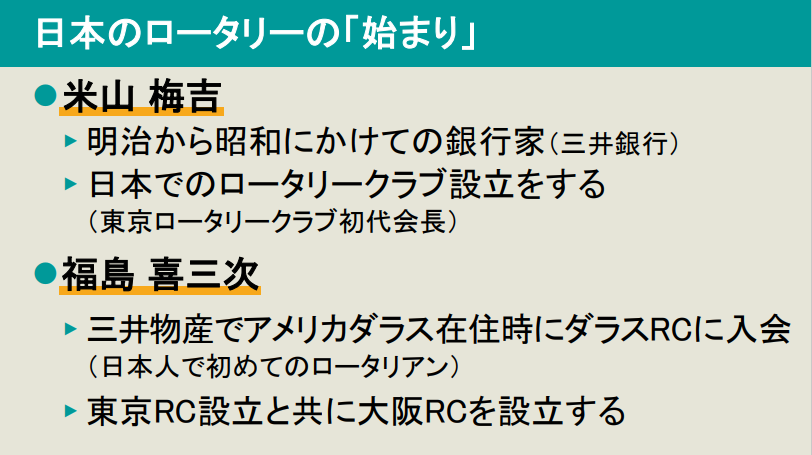 日本のロータリーの「始まり」
●米山 梅吉
▸明治から昭和にかけての銀行家(三井銀行)
▸日本でのロータリークラブ設立をする
(東京ロータリークラブ初代会長)
●福島 喜三次
▸三井物産でアメリカダラス在住時にダラスRCに入会
(日本人で初めてのロータリアン)
▸東京RC設立と共に大阪RCを設立する